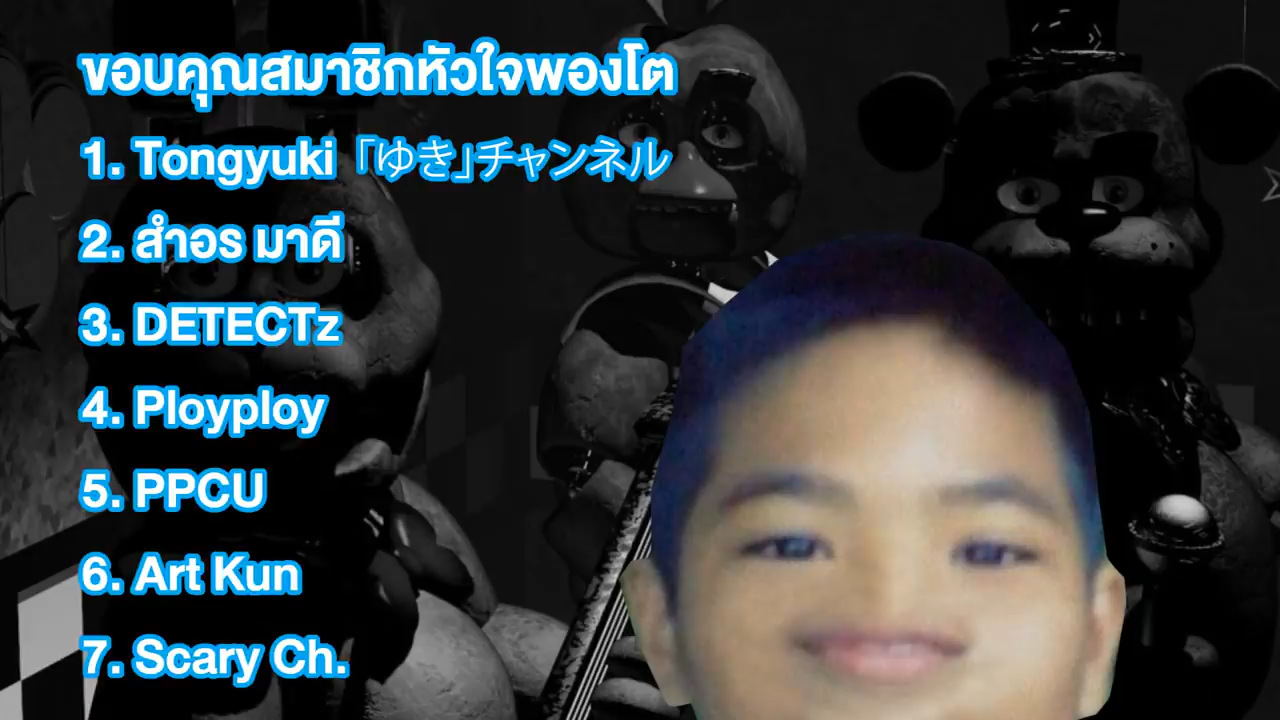 ขอบคุณสมาชิกหัวใจพองโต
1. Tongyuki「ゆき」チャンネル
2. สำอร มาดี
3. DETECTz
4. Ployploy
5. PPCU
6. Art Kun
7. Scary Ch.